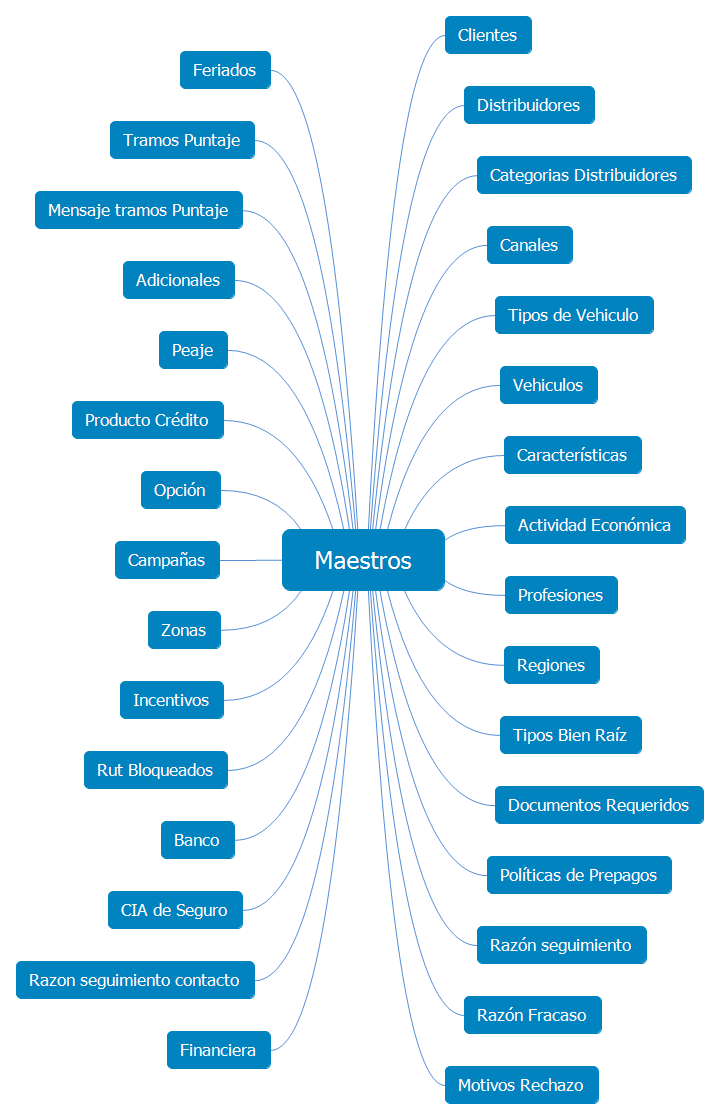 Maestros
Clientes
Distribuidores
Categorias Distribuidores
Canales
Tipos de Vehiculo
Vehiculos
Características
Actividad Económica
Profesiones
Regiones
Tipos Bien Raíz
Documentos Requeridos
Políticas de Prepagos
Razón seguimiento
Razón Fracaso
Motivos Rechazo
Feriados
Tramos Puntaje
Mensaje tramos Puntaje
Adicionales
Peaje
Producto Crédito
Opción
Campañas
Zonas
Incentivos
Rut Bloqueados
Banco
CIA de Seguro
Razon seguimiento contacto
Financiera